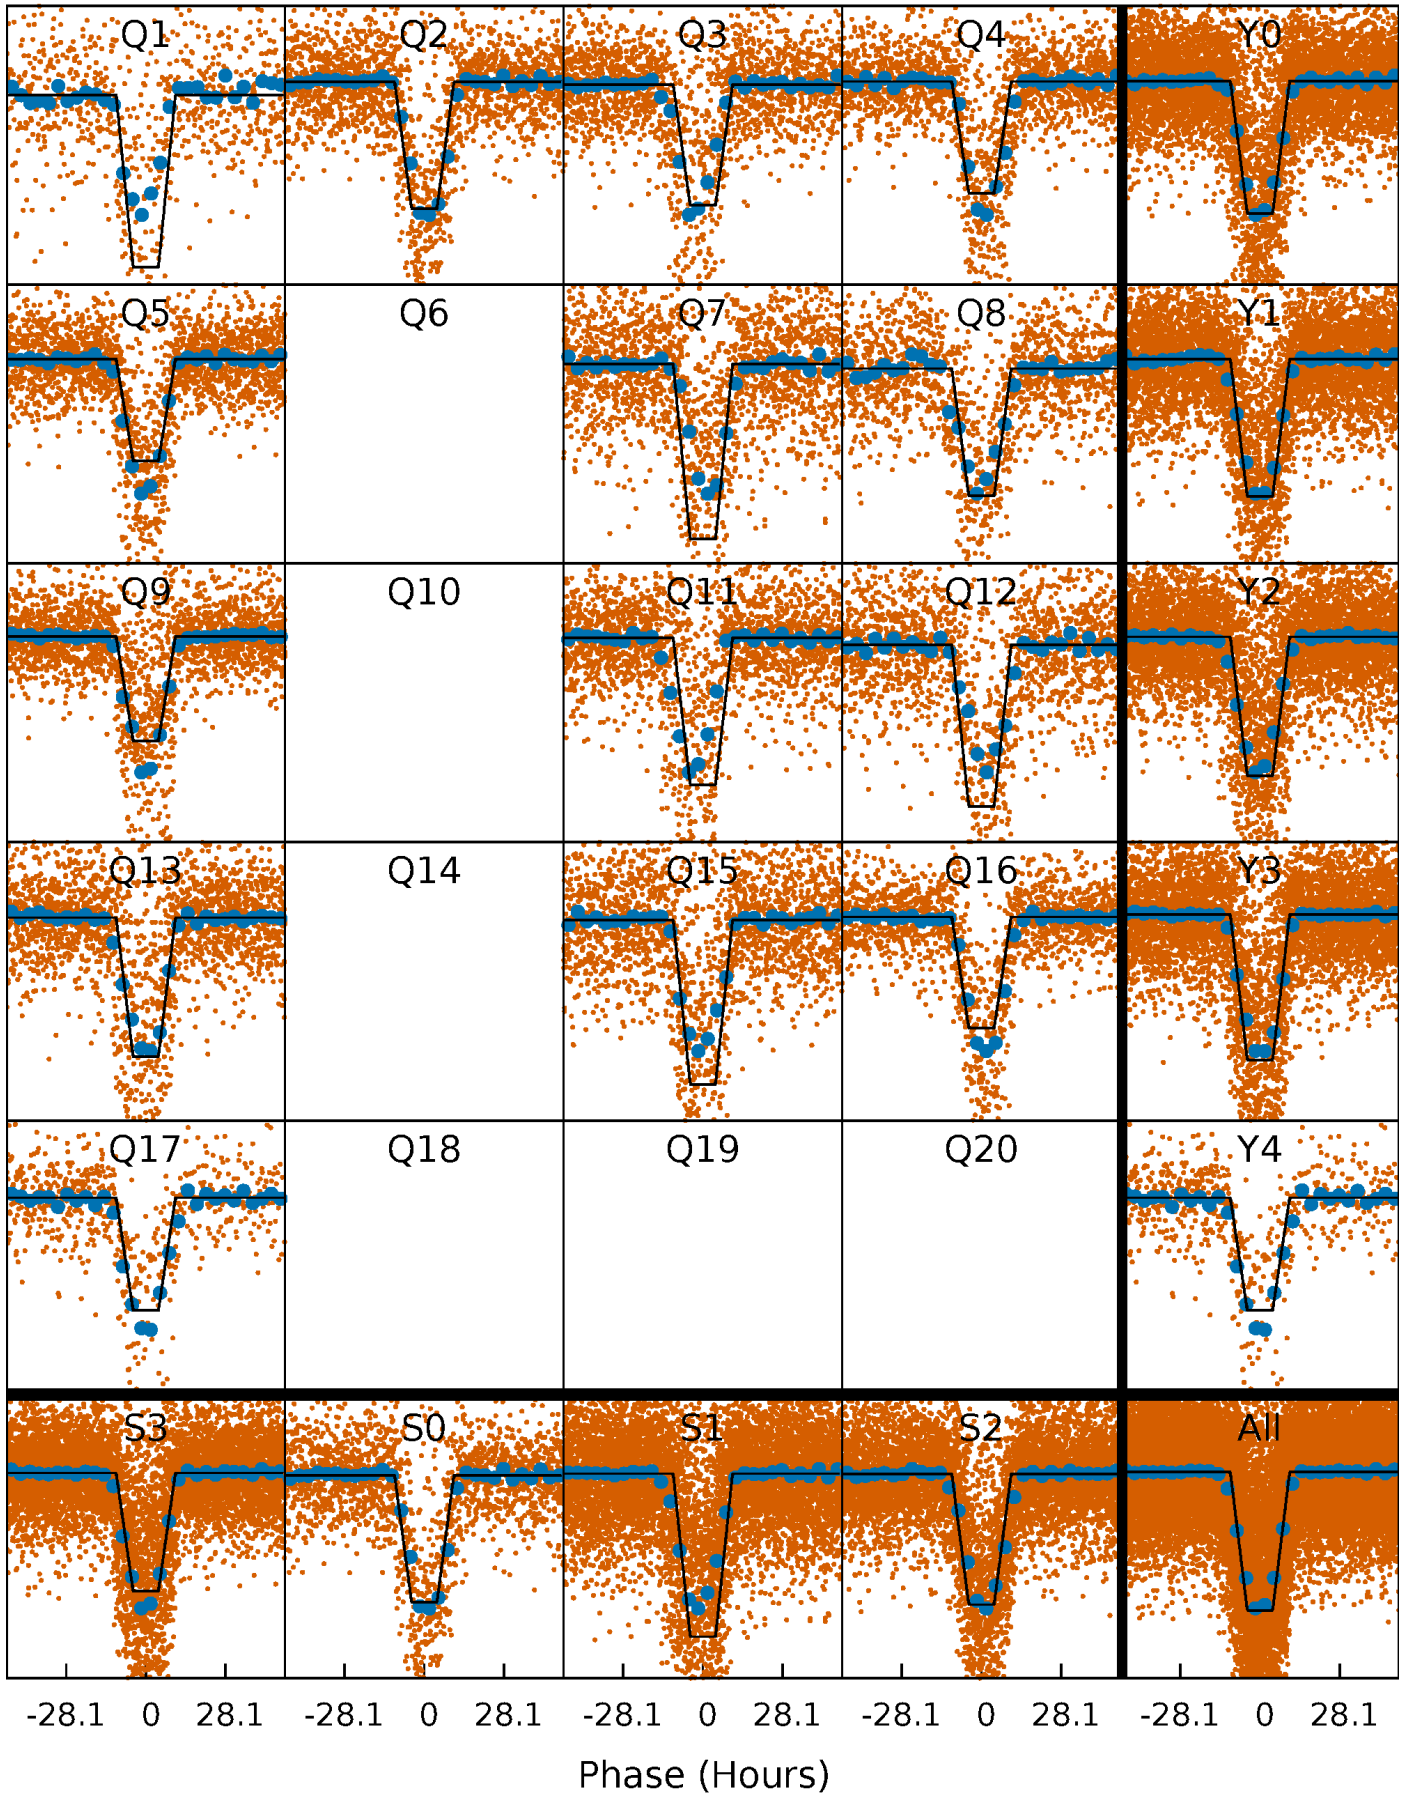 Q1 Q2 Q3 Q4 Y0
Q5 Q6 Q7 Q8 Y1
Q9 Q10 Q11 Q12 Y2
Q13 Q14 Q15 Q16 Y3
Q17 Q18 Q19 Q20 Y4
S3 S0 S1 S2 All
-28.1 0 28.1 -28.1 0 28.1 -28.1 0 28.1 -28.1 0 28.1 -28.1 0 28.1
Phase (Hours)